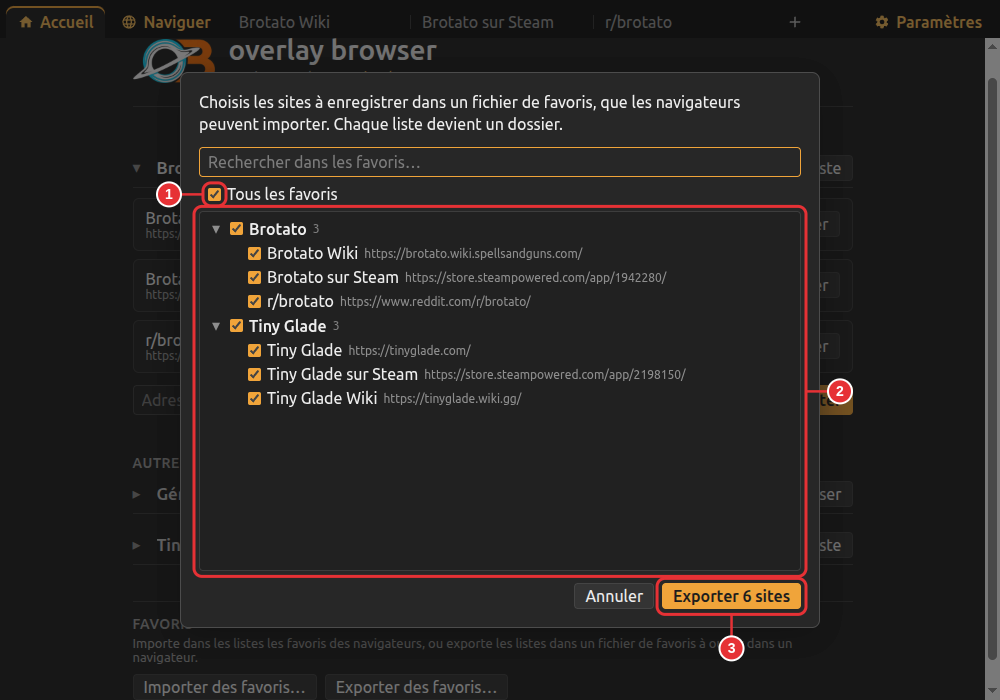 Accueil
Naviguer
Brotato Wiki
Brotato sur Steam
r/brotato
+
Paramètres
overlay browser
Choisis les sites à enregistrer dans un fichier de favoris, que les navigateurs
peuvent importer. Chaque liste devient un dossier.
Rechercher dans les favoris…
1
Tous les favoris
Brotato 3
Brotato Wiki https://brotato.wiki.spellsandguns.com/
Brotato sur Steam https://store.steampowered.com/app/1942280/
r/brotato https://www.reddit.com/r/brotato/
Tiny Glade 3
Tiny Glade https://tinyglade.com/
Tiny Glade sur Steam https://store.steampowered.com/app/2198150/
Tiny Glade Wiki https://tinyglade.wiki.gg/
2
Annuler
Exporter 6 sites
3
FAVORIS
Importe dans les listes les favoris des navigateurs, ou exporte les listes dans un fichier de favoris à dans un
navigateur.
Importer des favoris…
Exporter des favoris…